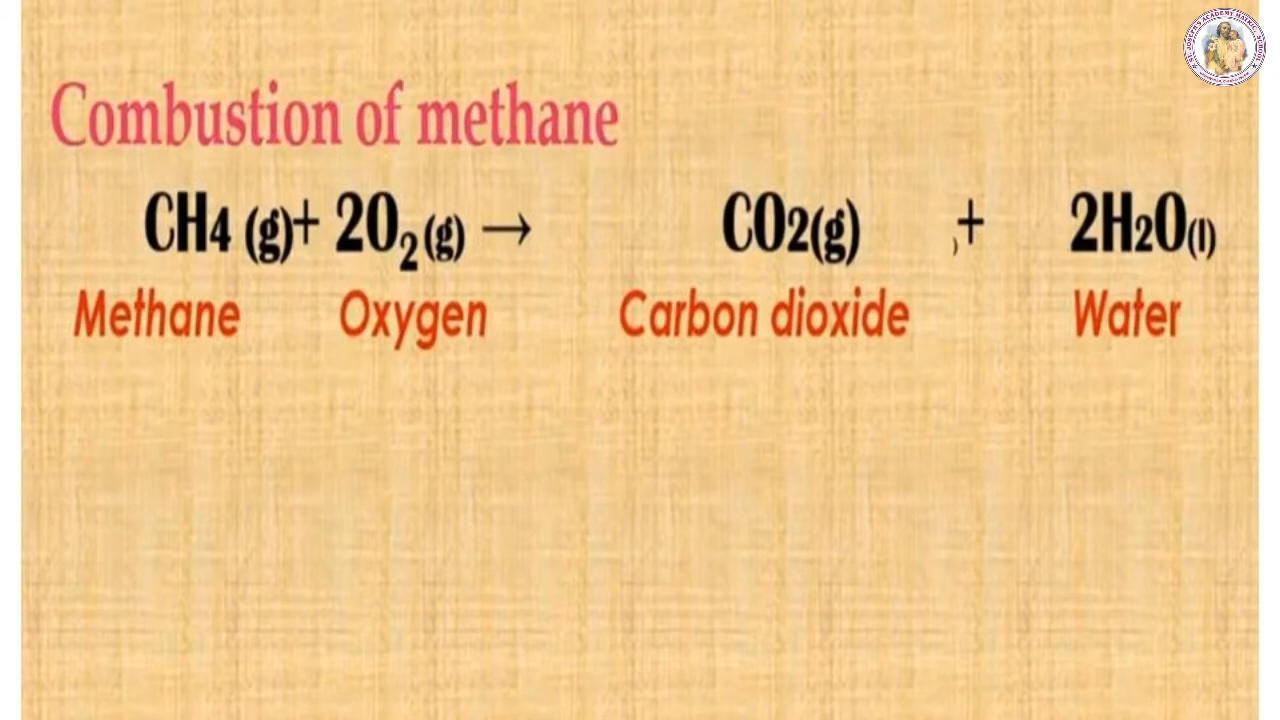 Combustion of methane
CH4 (g)+ 2O₂(g) → CO2(g) ,+ 2H2O(l)
Methane Oxygen Carbon dioxide Water